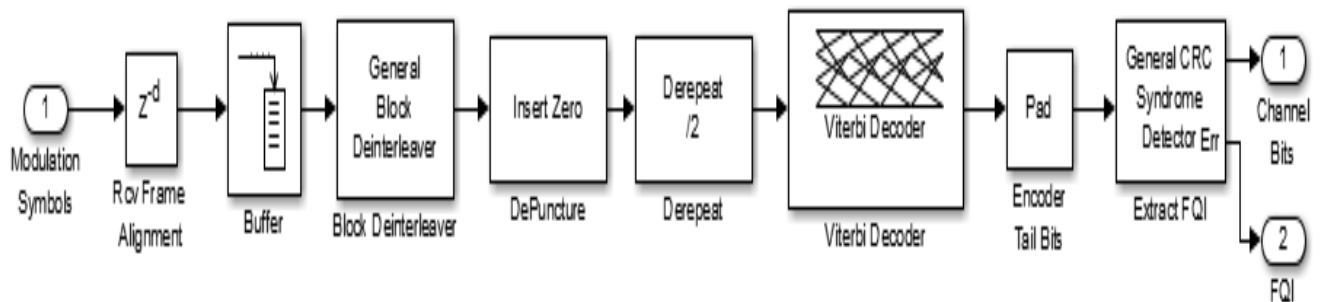 1
Modulation
Symbols
Z-d
Rcv Frame
Alignment
Buffer
General
Block
Deinterleaver
Block Deinterleaver
Insert Zero
DePuncture
Derepeat
/2
Derepeat
Viterbi Decoder
Viterbi Decoder
Pad
Encoder
Tail Bits
General CRC
Syndrome
Detector Err
Extract FQI
1
Channel
Bits
2
FQI